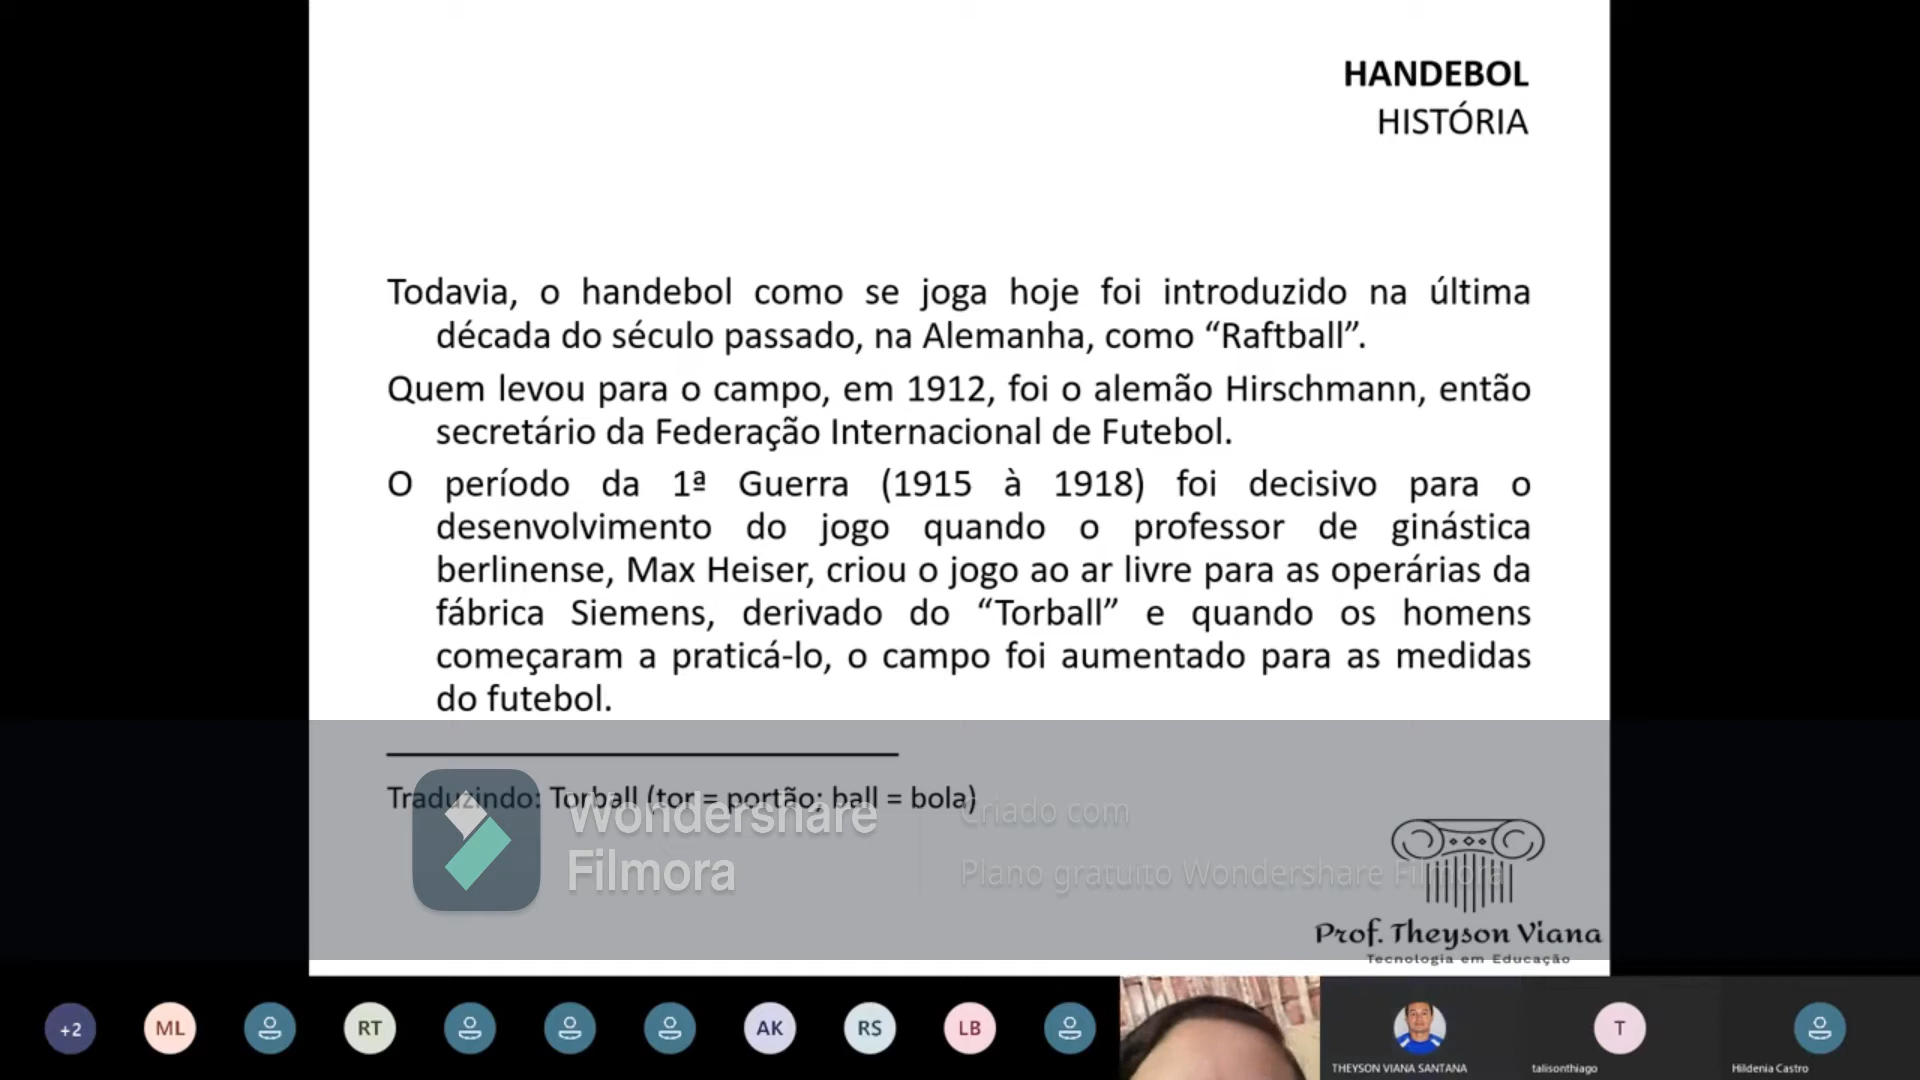 HANDEBOL
HISTÓRIA
Todavia, o handebol como se joga hoje foi introduzido na última
década do século passado, na Alemanha, como “Raftball”.
Quem levou para o campo, em 1912, foi o alemão Hirschmann, então
secretário da Federação Internacional de Futebol.
O período da 1ª Guerra (1915 à 1918) foi decisivo para o
desenvolvimento do jogo quando o professor de ginástica
berlinense, Max Heiser, criou o jogo ao ar livre para as operárias da
fábrica Siemens, derivado do “Torball” e quando os homens
começaram a praticá-lo, o campo foi aumentado para as medidas
do futebol.
Traduzindo: Torball (tor = portão; ball = bola)
Wondershare
Filmora
Criado com
Plano gratuito Wondershare Filmora
Prof. Theyson Viana
Tecnologia em Educação
+2
ML
RT
AK
RS
LB
THEYSON VIANA SANTANA
T
talisonthiago
Hildenia Castro